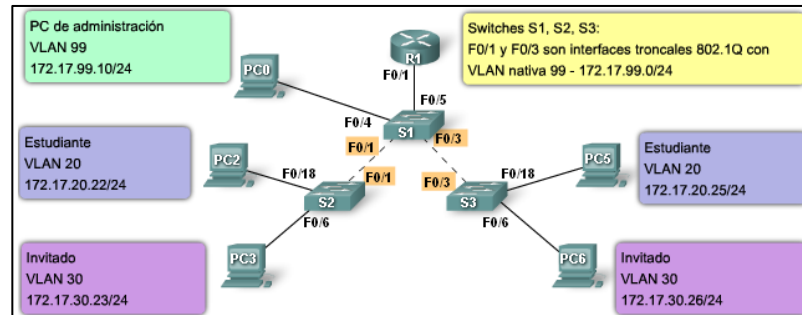 PC de administración
VLAN 99
172.17.99.10/24
Switches S1, S2, S3:
F0/1 y F0/3 son interfaces troncales 802.1Q con
VLAN nativa 99 - 172.17.99.0/24
R1
F0/1
PC0
F0/5
F0/4
S1
F0/1
F0/3
Estudiante
VLAN 20
172.17.20.22/24
PC2
F0/18
F0/1
S2
F0/6
F0/3
S3
F0/18
F0/6
PC5
Estudiante
VLAN 20
172.17.20.25/24
Invitado
VLAN 30
172.17.30.23/24
PC3
PC6
Invitado
VLAN 30
172.17.30.26/24